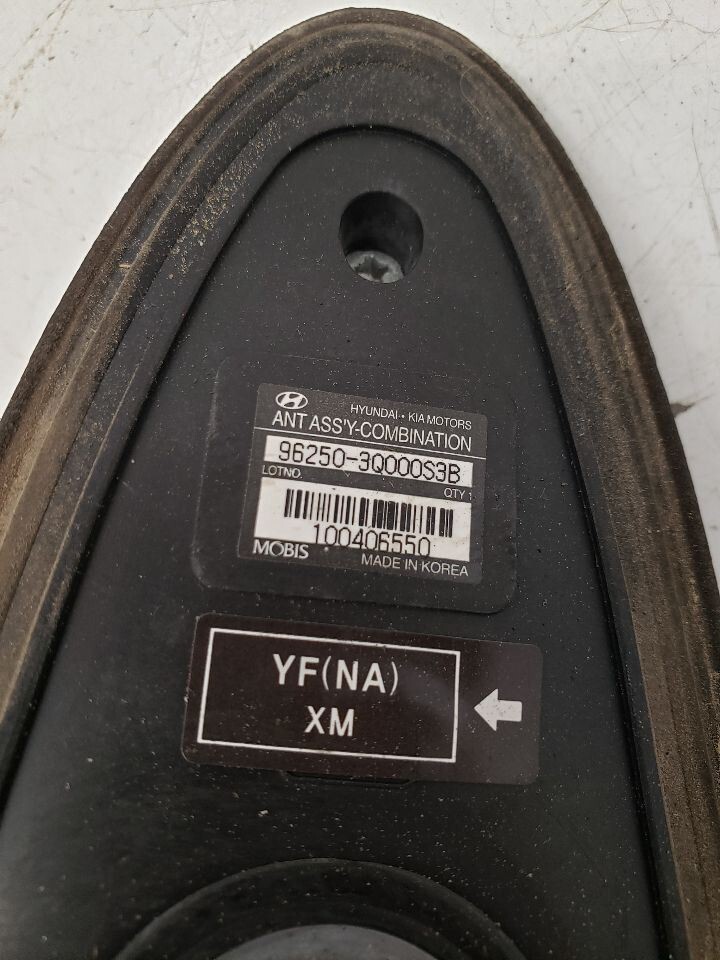 HYUNDAI • KIA MOTORS
ANT ASS'Y-COMBINATION
96250-3Q000S3B
LOTNO. QTY 1
100406550
MOBIS MADE IN KOREA
YF(NA)
XM